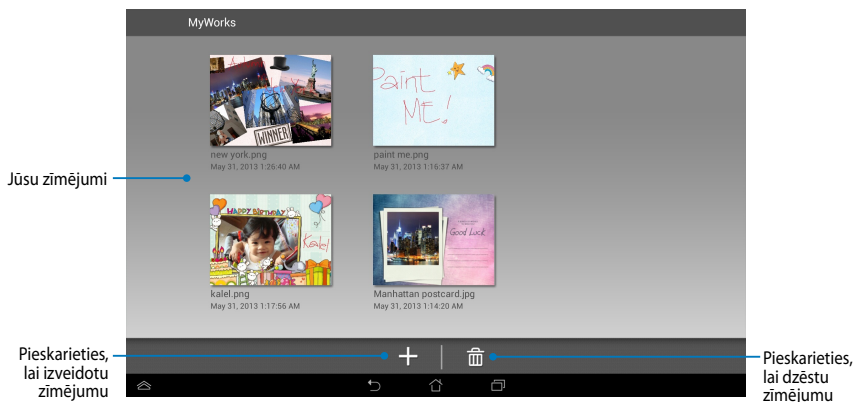 MyWorks
WINNER!
Paint
ME!
new york.png
May 31, 2013 1:26:40 AM
paint me.png
May 31, 2013 1:16:37 AM
Jūsu zīmējumi
HAPPY BIRTHDAY
Kalel
Good Luck
kalel.png
May 31, 2013 1:17:56 AM
Manhattan postcard.jpg
May 31, 2013 1:14:20 AM
Pieskarieties,
lai izveidotu
zīmējumu
Pieskarieties,
lai dzēstu
zīmējumu